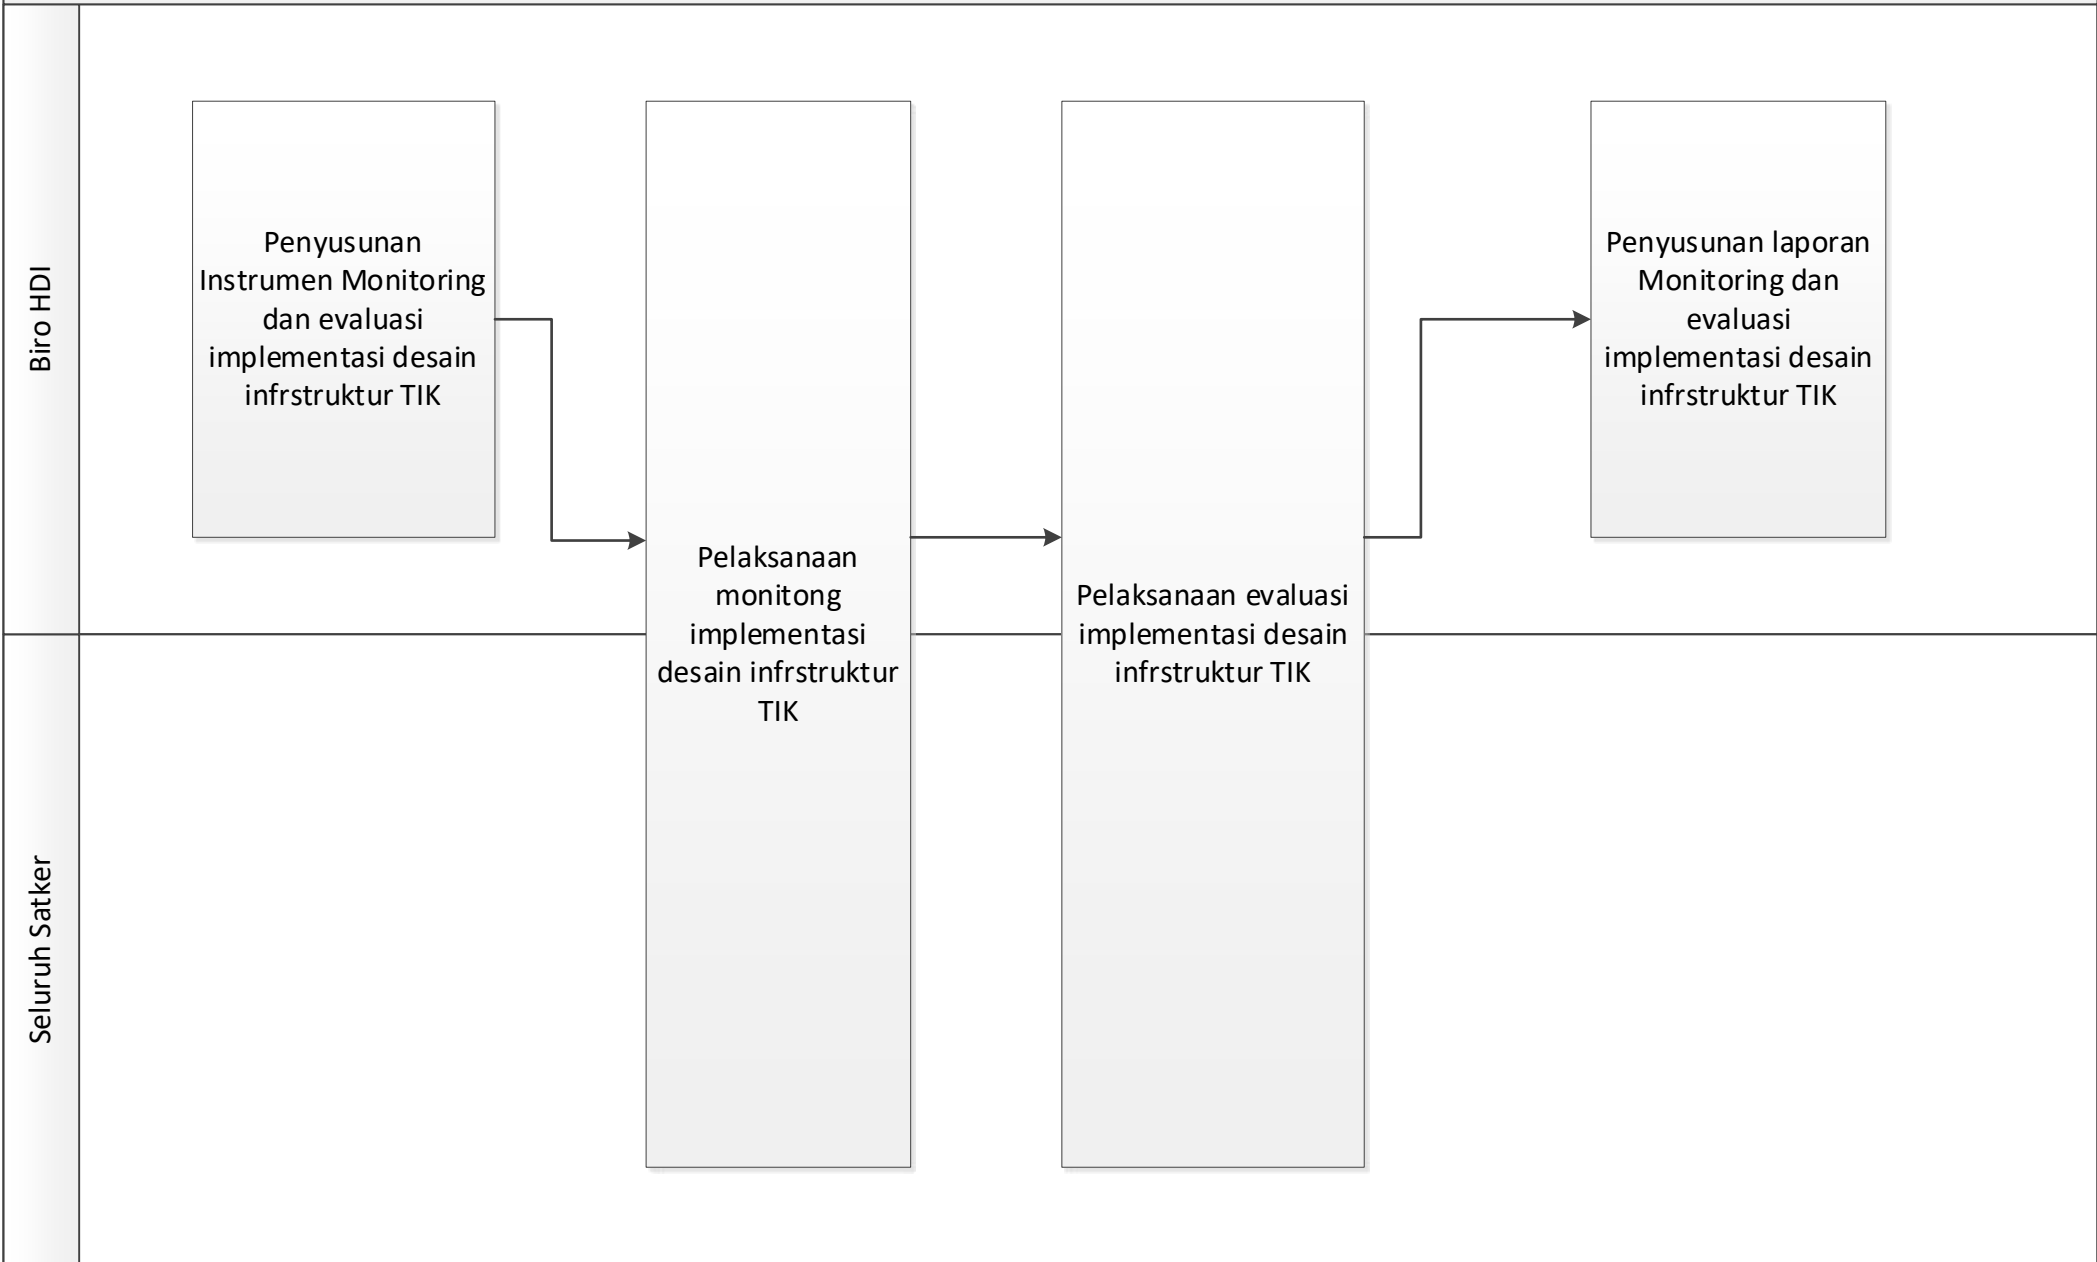 Biro HDI
Penyusunan
Instrumen Monitoring
dan evaluasi
implementasi desain
infrstruktur TIK
Pelaksanaan
monitong
implementasi
desain infrstruktur
TIK
Pelaksanaan evaluasi
implementasi desain
infrstruktur TIK
Penyusunan laporan
Monitoring dan
evaluasi
implementasi desain
infrstruktur TIK
Seluruh Satker